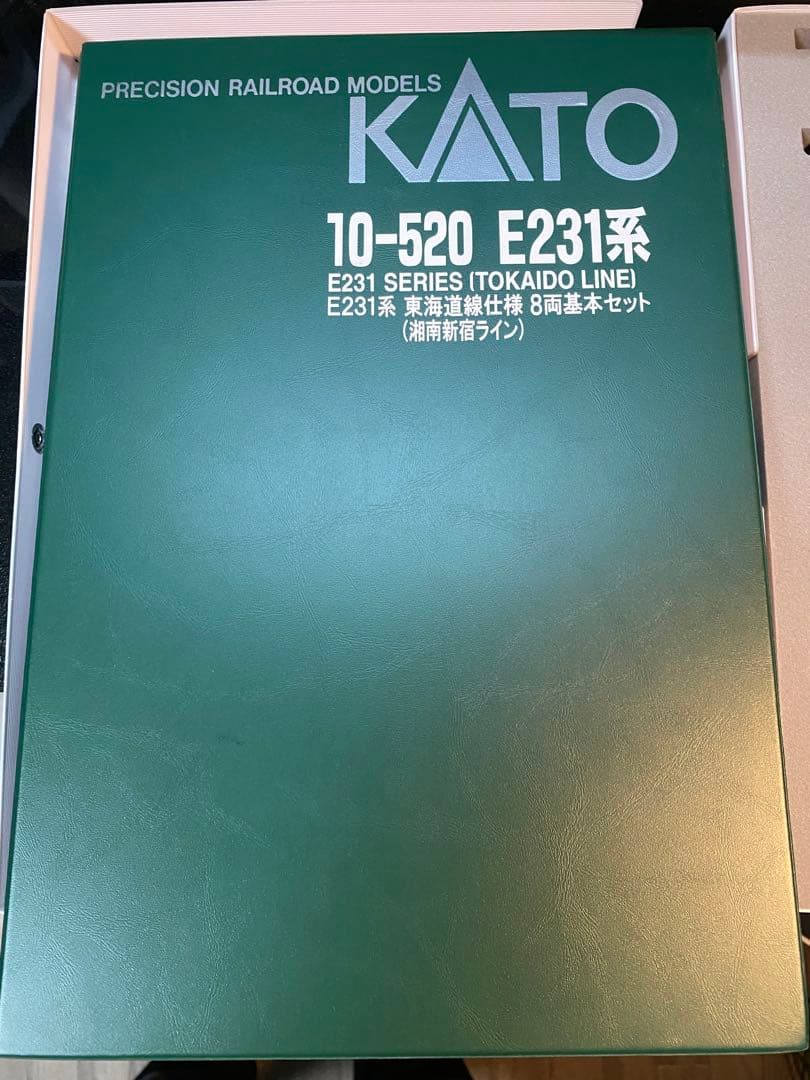 PRECISION RAILROAD MODELS
KATO
10-520 E231系
E231 SERIES (TOKAIDO LINE)
E231系 東海道線仕様 8両基本セット
(湘南新宿ライン)